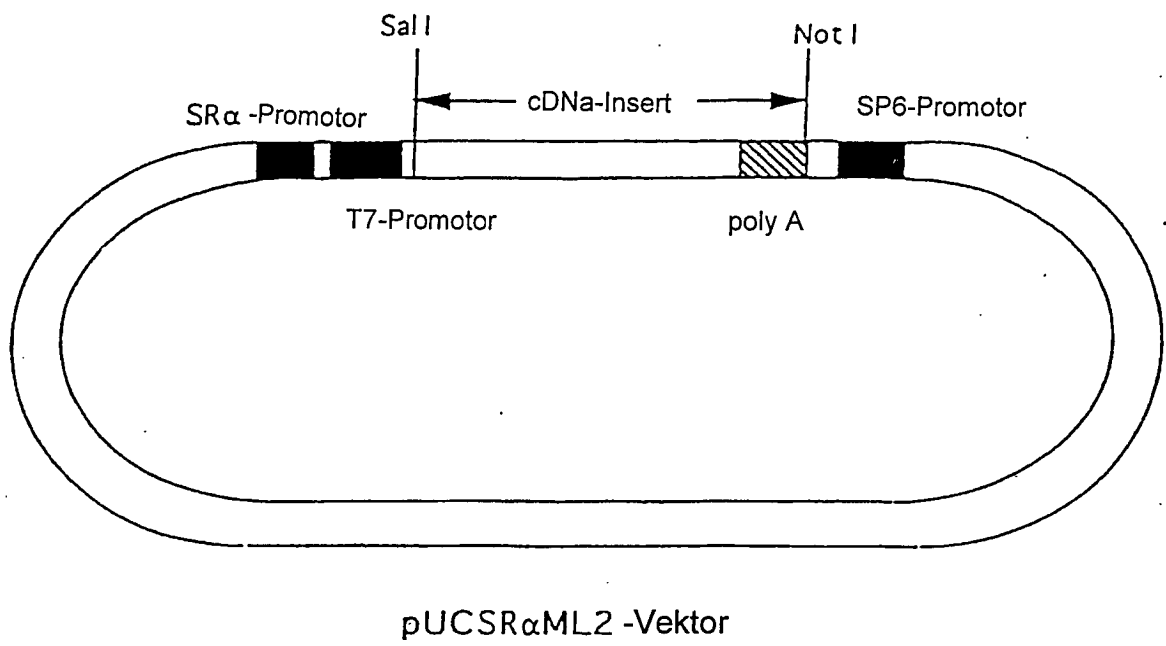 Sal I
Not I
cDNa-Insert
SRα -Promotor
SP6-Promotor
T7-Promotor
poly A
pUCSRαML2 -Vektor